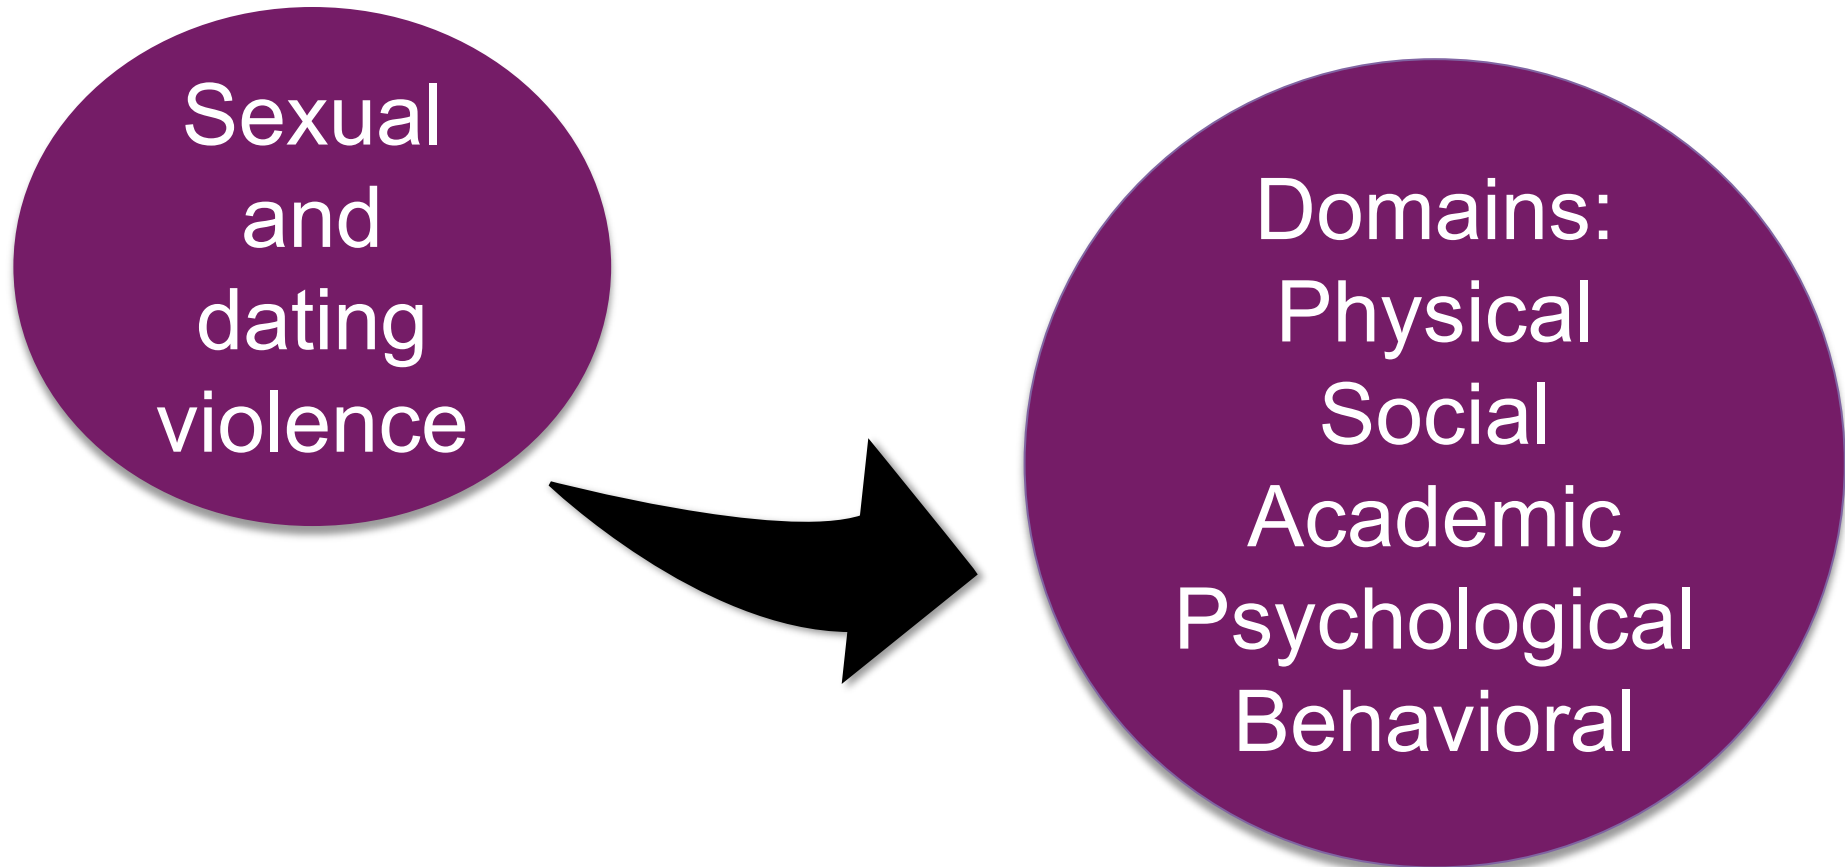 Sexual
and
dating
violence
Domains:
Physical
Social
Academic
Psychological
Behavioral